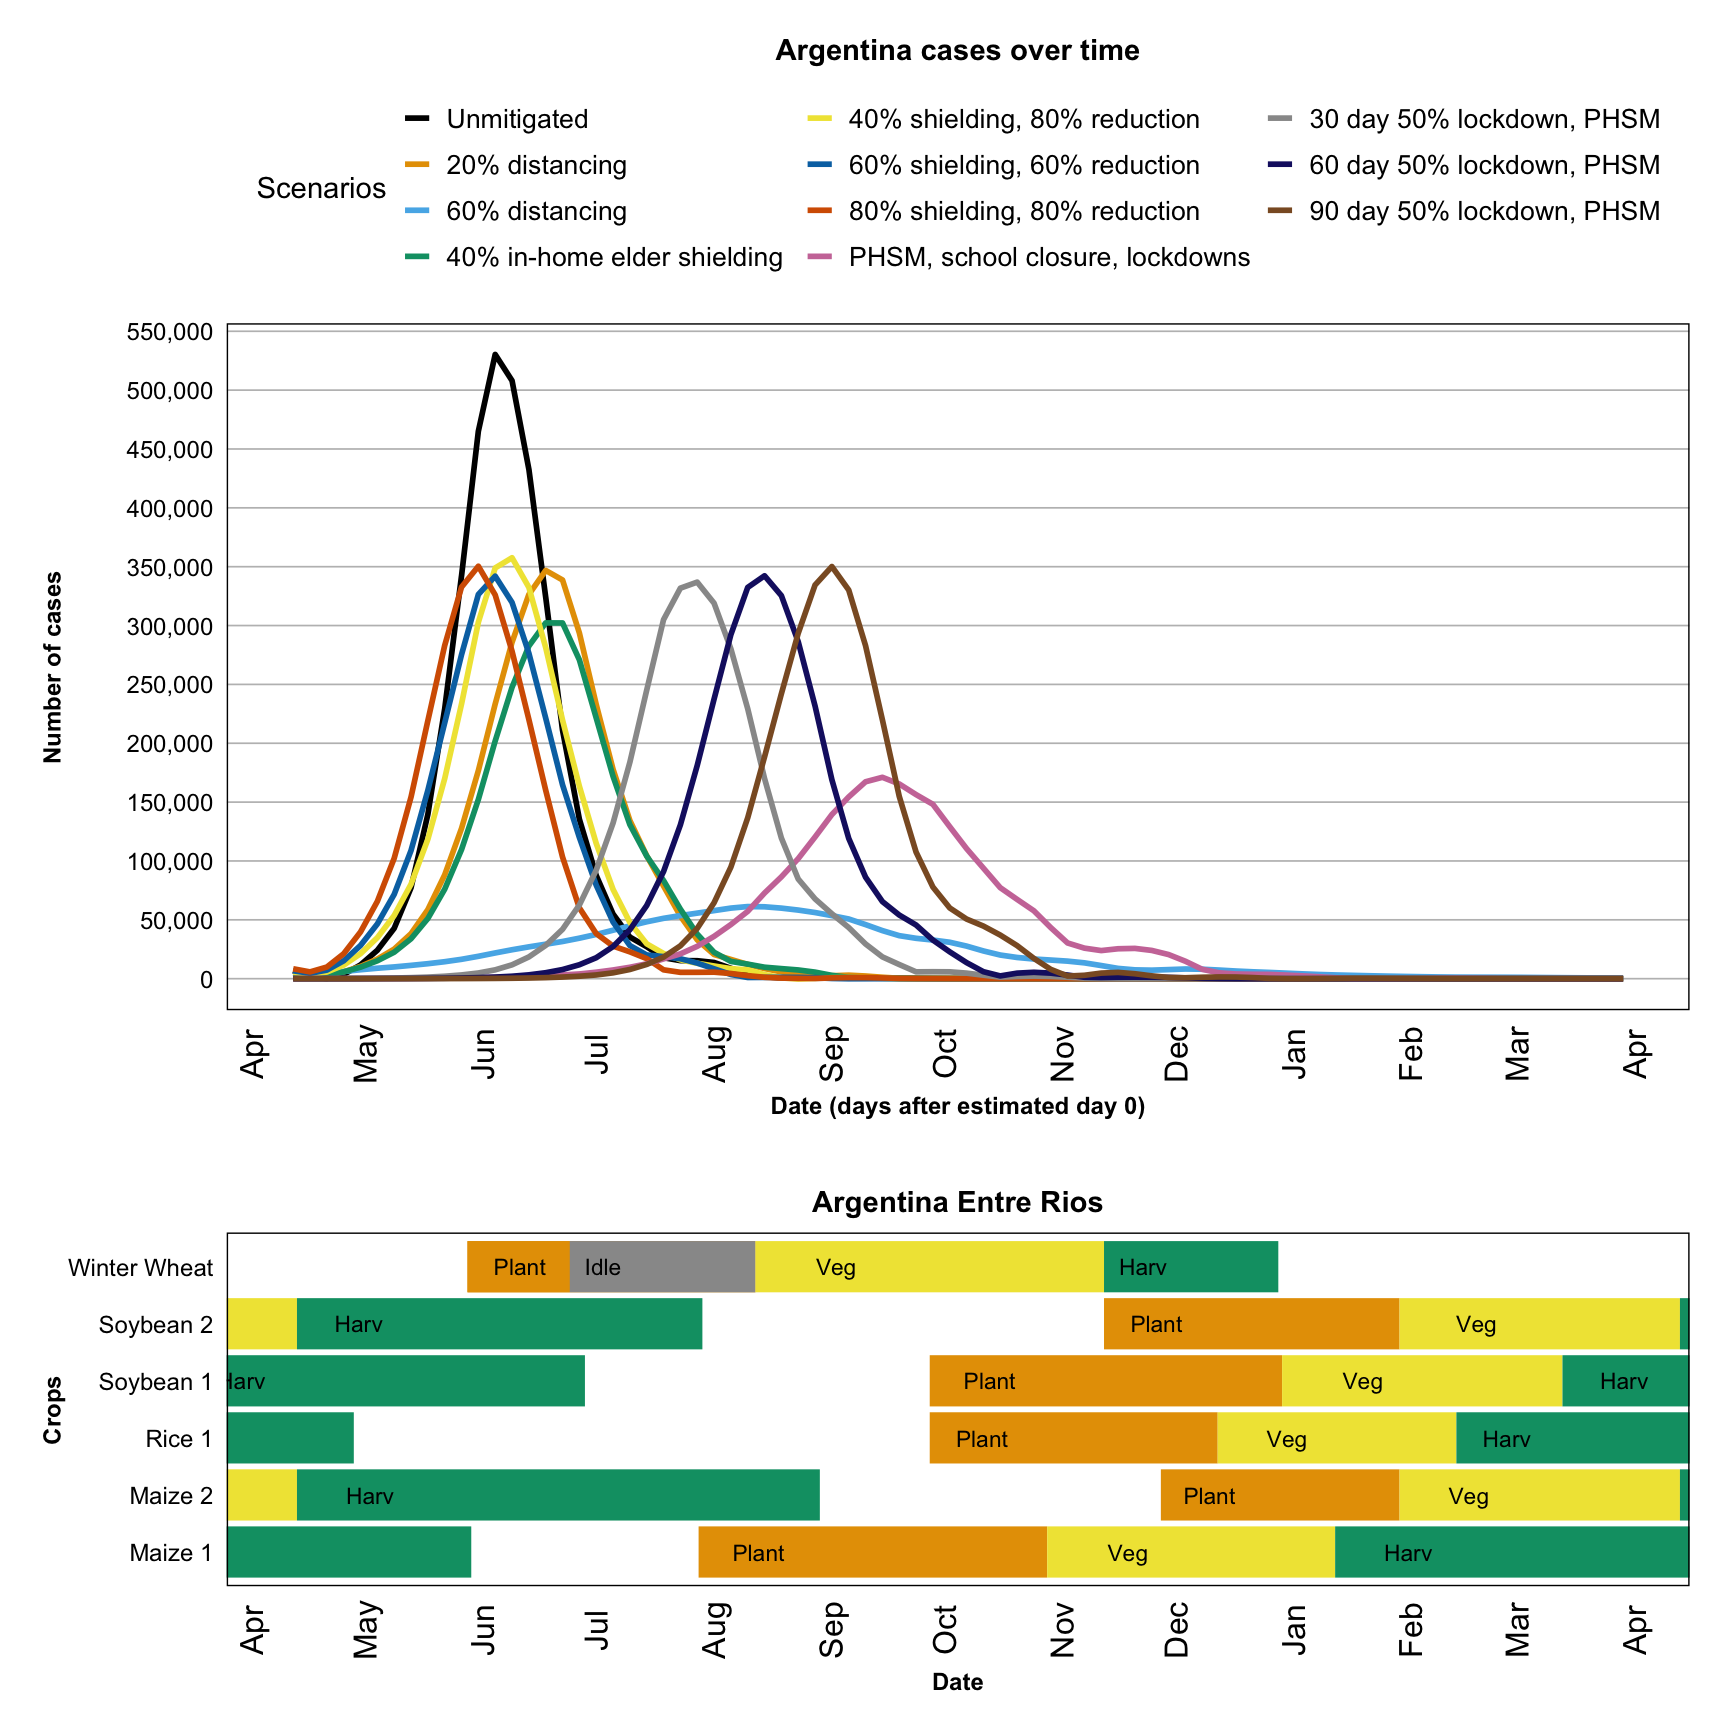 Argentina cases over time
Scenarios
Unmitigated
20% distancing
60% distancing
40% in-home elder shielding
40% shielding, 80% reduction
60% shielding, 60% reduction
80% shielding, 80% reduction
PHSM, school closure, lockdowns
30 day 50% lockdown, PHSM
60 day 50% lockdown, PHSM
90 day 50% lockdown, PHSM
Number of cases
550,000
500,000
450,000
400,000
350,000
300,000
250,000
200,000
150,000
100,000
50,000
0
Apr May Jun Jul Aug Sep Oct Nov Dec Jan Feb Mar Apr
Date (days after estimated day 0)
Argentina Entre Rios
Crops
Winter Wheat Plant Idle Veg Harv
Soybean 2 Harv Plant Veg
Soybean 1 Harv Plant Veg Harv
Rice 1 Plant Veg Harv
Maize 2 Harv Plant Veg
Maize 1 Plant Veg Harv
Apr May Jun Jul Aug Sep Oct Nov Dec Jan Feb Mar Apr
Date